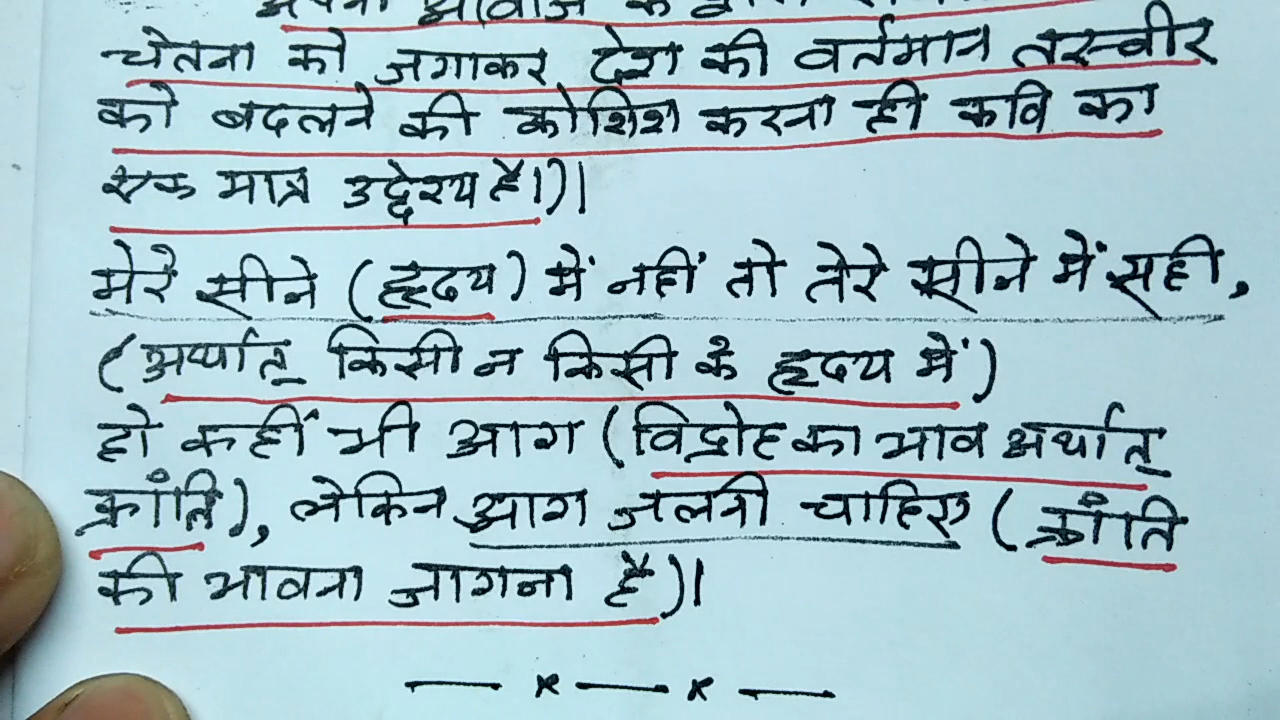 चेतना को जगाकर देश की वर्तमान तस्वीर
को बदलने की कोशिश करना ही कवि का
एक मात्र उद्देश्य है।)।
मेरे सीने (हृदय) में नहीं तो तेरे सीने में सही,
(अर्थात् किसी न किसी के हृदय में)
हो कहीं भी आग (विद्रोह का भाव अर्थात्
क्रांति), लेकिन आग जलनी चाहिए (क्रांति
की भावना जागना है)।
— x — x —